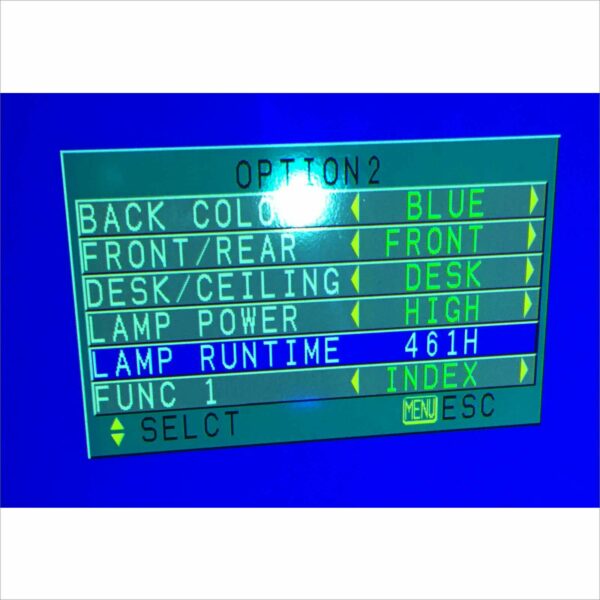 OPTION2
BACK COLO BLUE
FRONT/REAR FRONT
DESK/CEILING DESK
LAMP POWER HIGH
LAMP RUNTIME 461H
FUNC 1 INDEX
SELCT MENU ESC